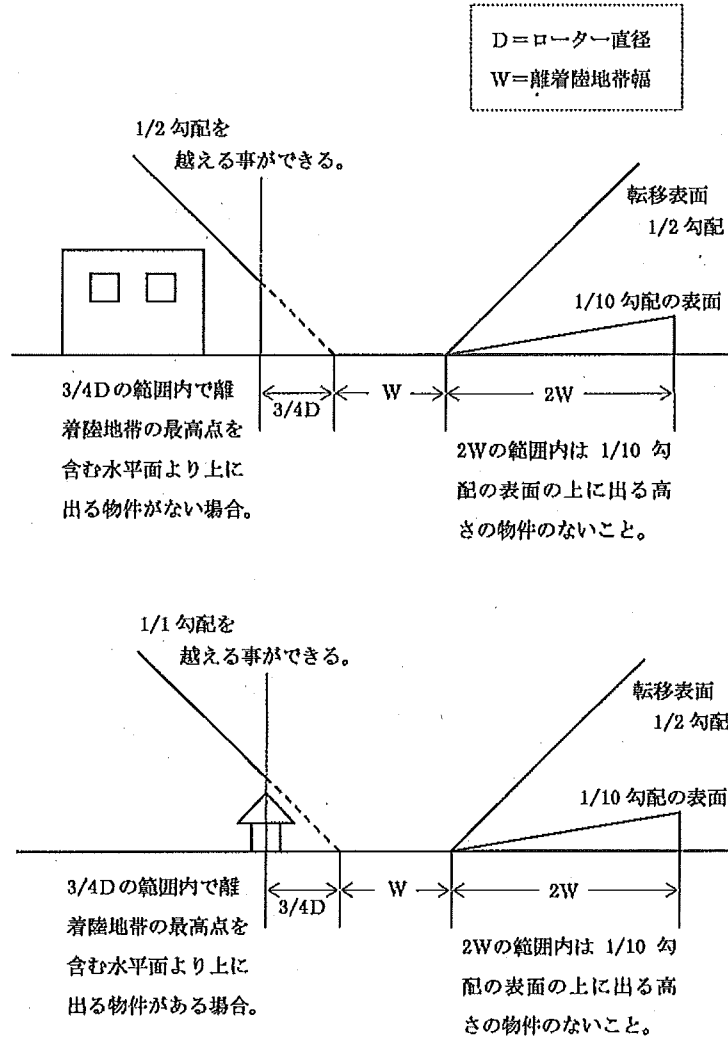 D＝ローター直径
W＝離着陸地帯幅
1/2 勾配を
越える事ができる。
転移表面
1/2 勾配
1/10 勾配の表面
3/4D
W
2W
3/4Dの範囲内で離
着陸地帯の最高点を
含む水平面より上に
出る物件がない場合。
2Wの範囲内は 1/10 勾
配の表面の上に出る高
さの物件のないこと。
1/1 勾配を
越える事ができる。
転移表面
1/2 勾配
1/10 勾配の表面
3/4D
W
2W
3/4Dの範囲内で離
着陸地帯の最高点を
含む水平面より上に
出る物件がある場合。
2Wの範囲内は 1/10 勾
配の表面の上に出る高
さの物件のないこと。